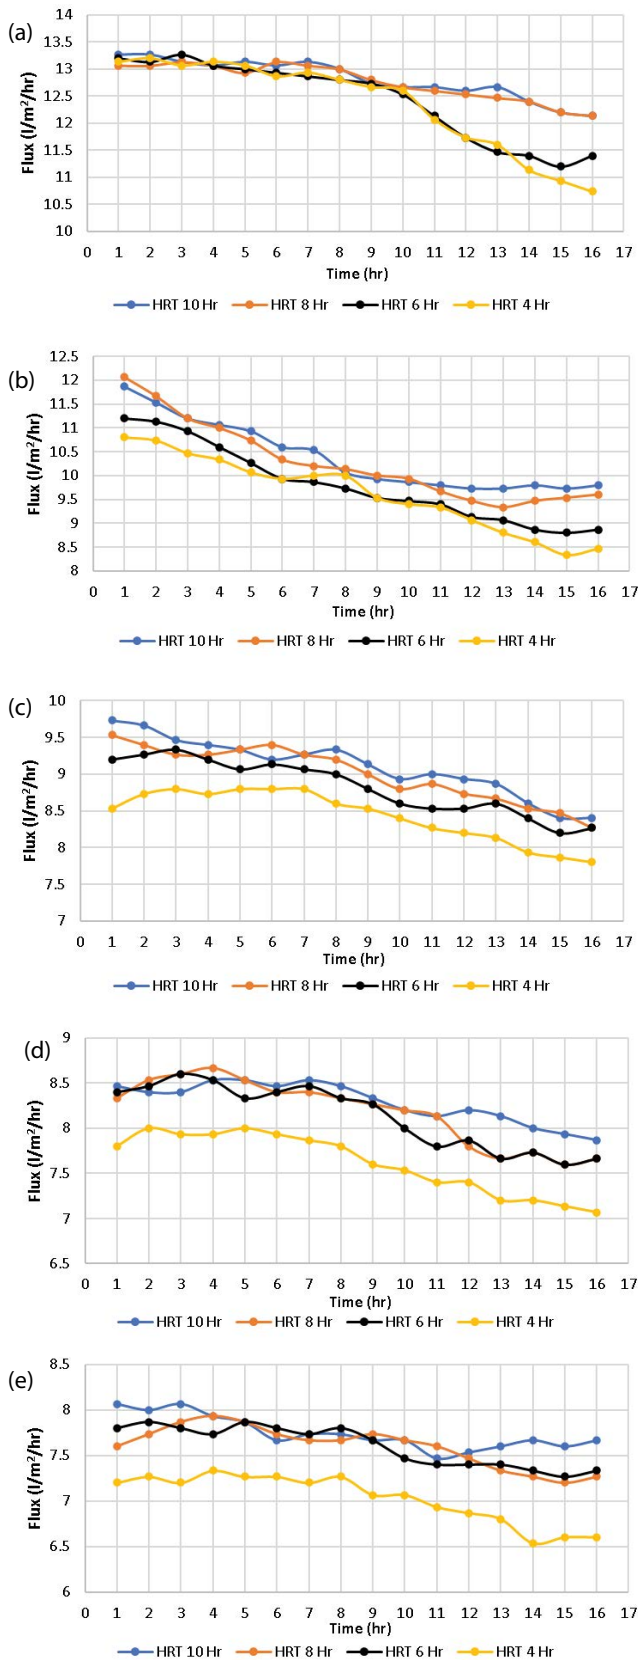 (a)
14
13.5
13
12.5
12
11.5
11
10.5
10
Flux (l/m²/hr)
0 1 2 3 4 5 6 7 8 9 10 11 12 13 14 15 16 17
Time (hr)
HRT 10 Hr HRT 8 Hr HRT 6 Hr HRT 4 Hr
(b)
12.5
12
11.5
11
10.5
10
9.5
9
8.5
8
Flux (l/m²/hr)
0 1 2 3 4 5 6 7 8 9 10 11 12 13 14 15 16 17
Time (hr)
HRT 10 Hr HRT 8 Hr HRT 6 Hr HRT 4 Hr
(c)
10
9.5
9
8.5
8
7.5
7
Flux (l/m²/hr)
0 1 2 3 4 5 6 7 8 9 10 11 12 13 14 15 16 17
Time (hr)
HRT 10 Hr HRT 8 Hr HRT 6 Hr HRT 4 Hr
(d)
9
8.5
8
7.5
7
6.5
Flux (l/m²/hr)
0 1 2 3 4 5 6 7 8 9 10 11 12 13 14 15 16 17
Time (hr)
HRT 10 Hr HRT 8 Hr HRT 6 Hr HRT 4 Hr
(e)
8.5
8
7.5
7
6.5
6
Flux (l/m²/hr)
0 1 2 3 4 5 6 7 8 9 10 11 12 13 14 15 16 17
Time (hr)
HRT 10 Hr HRT 8 Hr HRT 6 Hr HRT 4 Hr